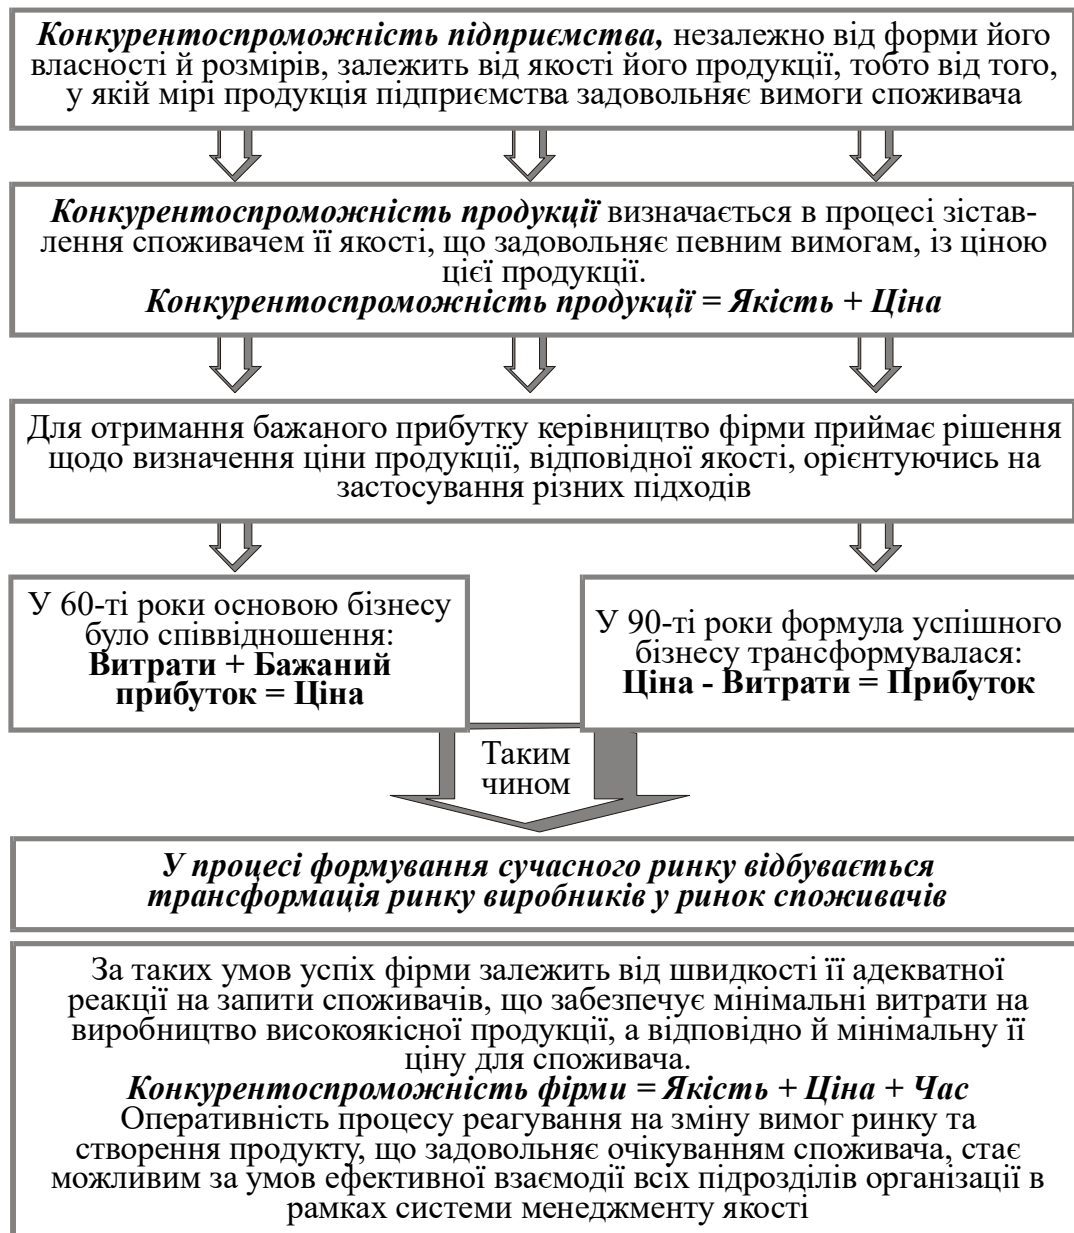 Конкурентоспроможність підприємства, незалежно від форми його
власності й розмірів, залежить від якості його продукції, тобто від того,
у якій мірі продукція підприємства задовольняє вимоги споживача
Конкурентоспроможність продукції визначається в процесі зістав-
лення споживачем її якості, що задовольняє певним вимогам, із ціною
цієї продукції.
Конкурентоспроможність продукції = Якість + Ціна
Для отримання бажаного прибутку керівництво фірми приймає рішення
щодо визначення ціни продукції, відповідної якості, орієнтуючись на
застосування різних підходів
У 60-ті роки основою бізнесу
було співвідношення:
Витрати + Бажаний
прибуток = Ціна
У 90-ті роки формула успішного
бізнесу трансформувалася:
Ціна - Витрати = Прибуток
Таким
чином
У процесі формування сучасного ринку відбувається
трансформація ринку виробників у ринок споживачів
За таких умов успіх фірми залежить від швидкості її адекватної
реакції на запити споживачів, що забезпечує мінімальні витрати на
виробництво високоякісної продукції, а відповідно й мінімальну її
ціну для споживача.
Конкурентоспроможність фірми = Якість + Ціна + Час
Оперативність процесу реагування на зміну вимог ринку та
створення продукту, що задовольняє очікуванням споживача, стає
можливим за умов ефективної взаємодії всіх підрозділів організації в
рамках системи менеджменту якості